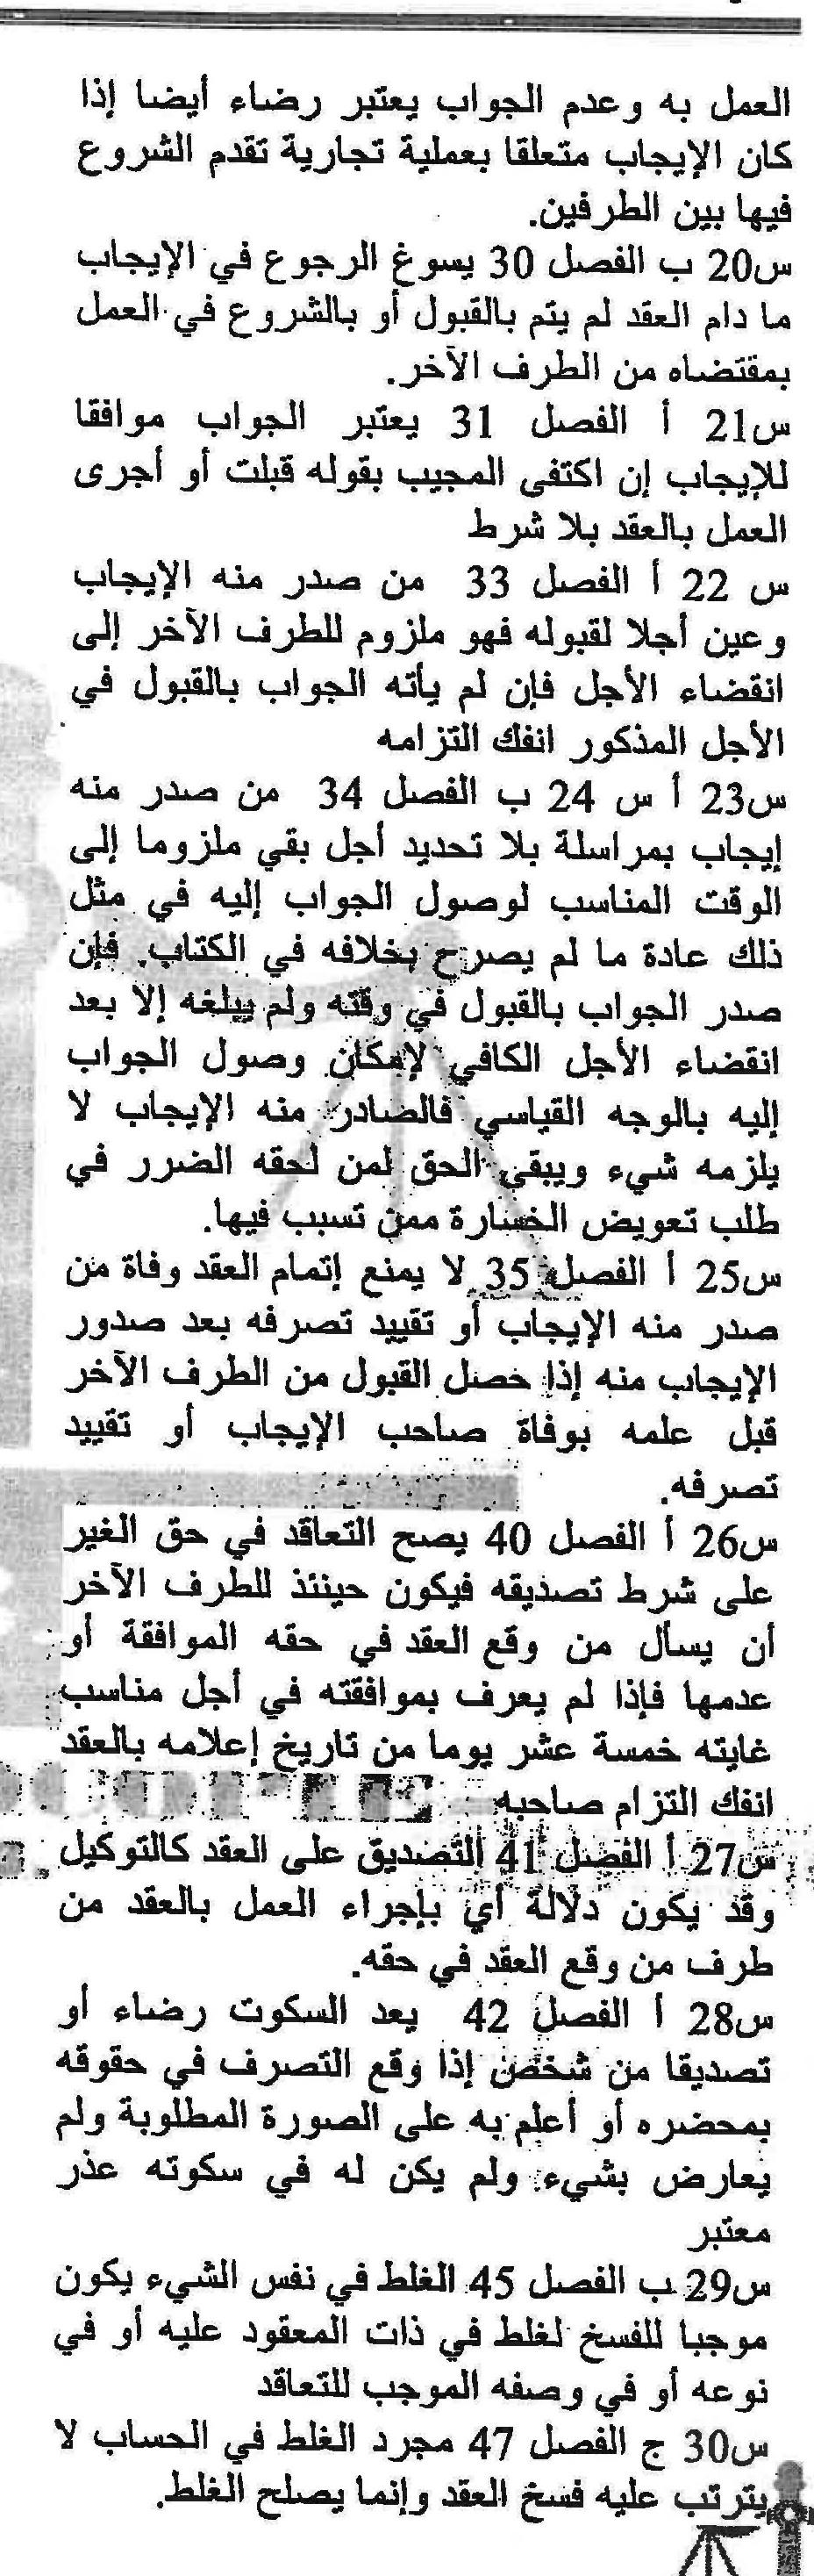 العمل به وعدم الجواب يعتبر رضاء أيضا إذا
كان الإيجاب متعلقا بعملية تجارية تقدم الشروع
فيها بين الطرفين.
س20 ب الفصل 30 يسوغ الرجوع في الإيجاب
ما دام العقد لم يتم بالقبول أو بالشروع في العمل
بمقتضاه من الطرف الآخر.
س21 أ الفصل 31 يعتبر الجواب موافقا
للإيجاب إن اكتفى المجيب بقوله قبلت أو أجرى
العمل بالعقد بلا شرط
س 22 أ الفصل 33 من صدر منه الإيجاب
وعين أجلا لقبوله فهو ملزوم للطرف الآخر إلى
انقضاء الأجل فإن لم يأته الجواب بالقبول في
الأجل المذكور انفك التزامه
س23 أ س 24 ب الفصل 34 من صدر منه
إيجاب بمراسلة بلا تحديد أجل بقي ملزوما إلى
الوقت المناسب لوصول الجواب إليه في مثل
ذلك عادة ما لم يصرح بخلافه في الكتاب. فإن
صدر الجواب بالقبول في وقته ولم يبلغه إلا بعد
انقضاء الأجل الكافي لإمكان وصول الجواب
إليه بالوجه القياسي فالصادر منه الإيجاب لا
يلزمه شيء ويبقى الحق لمن لحقه الضرر في
طلب تعويض الخسارة ممن تسبب فيها.
س25 أ الفصل 35 لا يمنع إتمام العقد وفاة من
صدر منه الإيجاب أو تقييد تصرفه بعد صدور
الإيجاب منه إذا حصل القبول من الطرف الآخر
قبل علمه بوفاة صاحب الإيجاب أو تقييد
تصرفه.
س26 أ الفصل 40 يصح التعاقد في حق الغير
على شرط تصديقه فيكون حينئذ للطرف الآخر
أن يسأل من وقع العقد في حقه الموافقة أو
عدمها فإذا لم يعرف بموافقته في أجل مناسب
غايته خمسة عشر يوما من تاريخ إعلامه بالعقد
انفك التزام صاحبه
س27 أ الفصل 41 التصديق على العقد كالتوكيل
وقد يكون دلالة أي بإجراء العمل بالعقد من
طرف من وقع العقد في حقه.
س28 أ الفصل 42 يعد السكوت رضاء أو
تصديقا من شخص إذا وقع التصرف في حقوقه
بمحضره أو أعلم به على الصورة المطلوبة ولم
يعارض بشيء ولم يكن له في سكوته عذر
معتبر
س29 ب الفصل 45 الغلط في نفس الشيء يكون
موجبا للفسخ لغلط في ذات المعقود عليه أو في
نوعه أو في وصفه الموجب للتعاقد
س30 ج الفصل 47 مجرد الغلط في الحساب لا
يترتب عليه فسخ العقد وإنما يصلح الغلط.